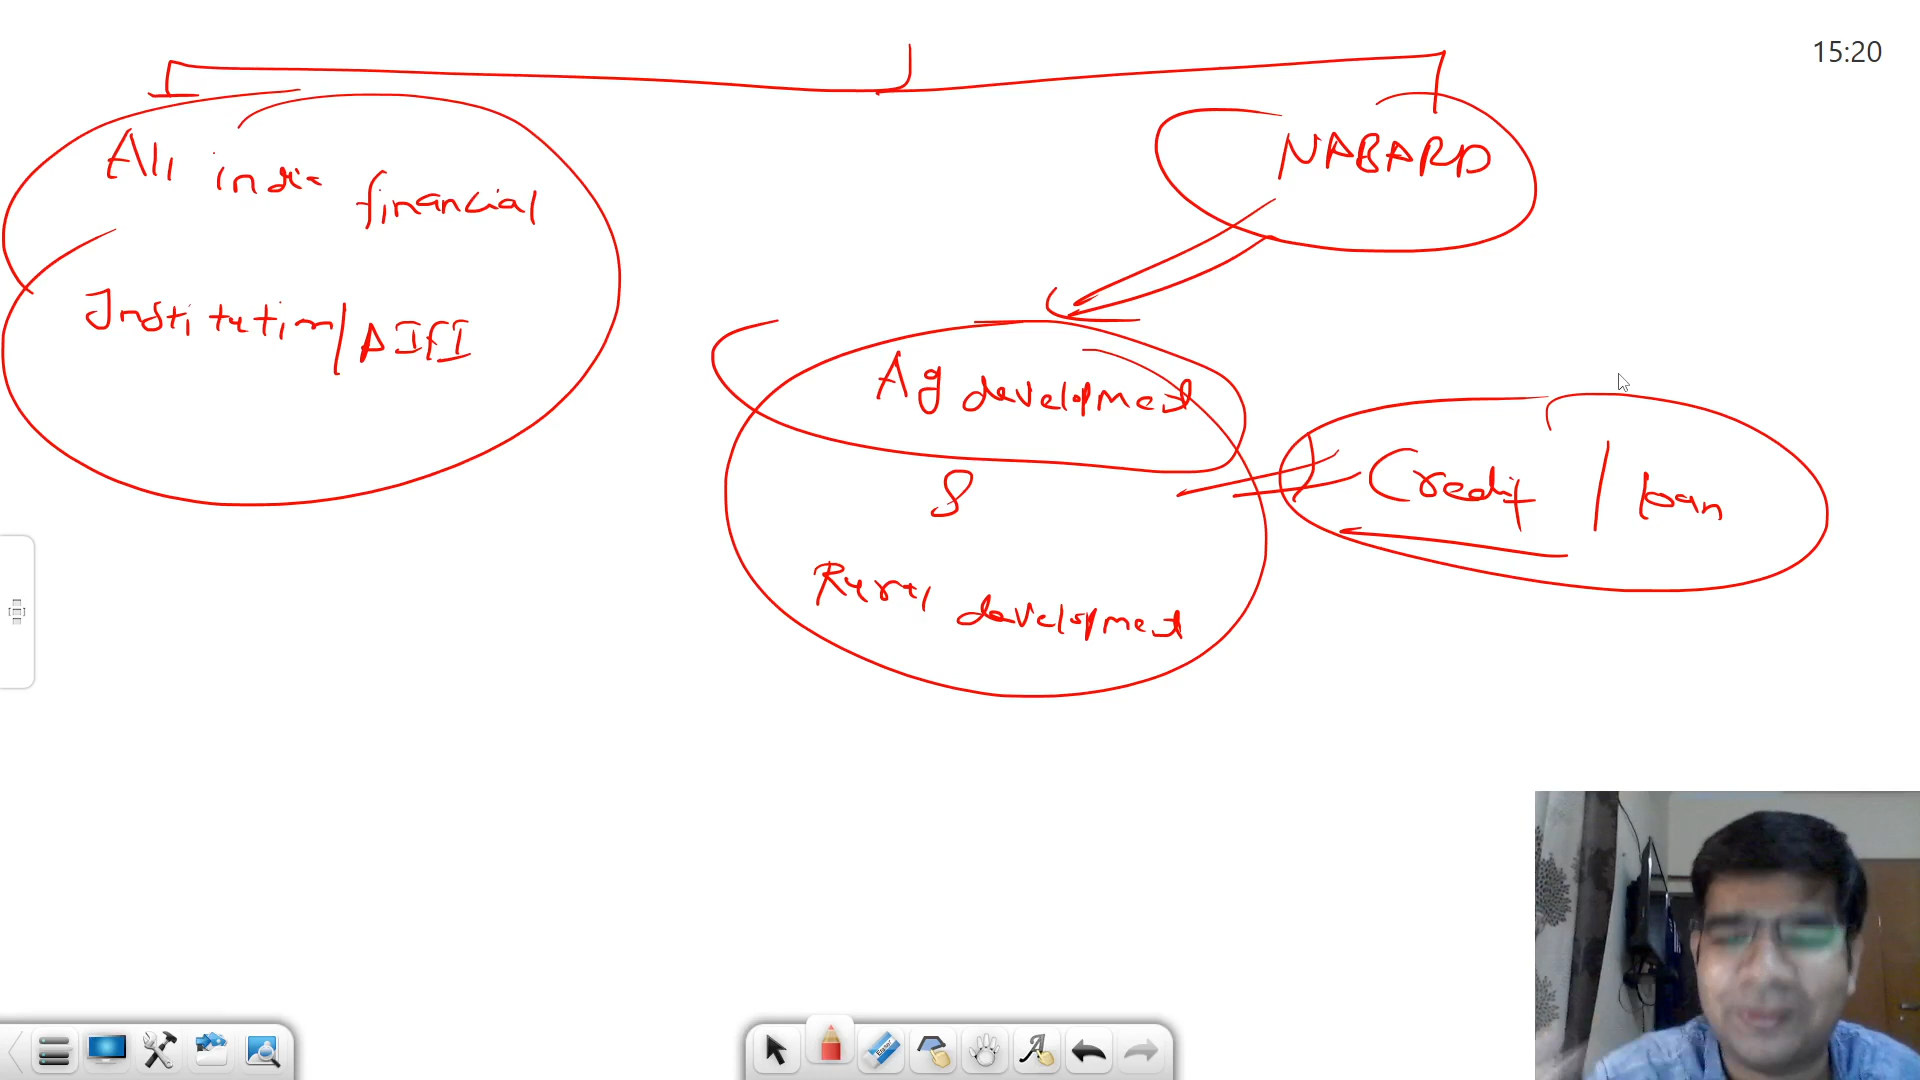 15:20
All india financial
Institution/AIFI
NABARD
Ag development
&
Rural development
Credit / loan